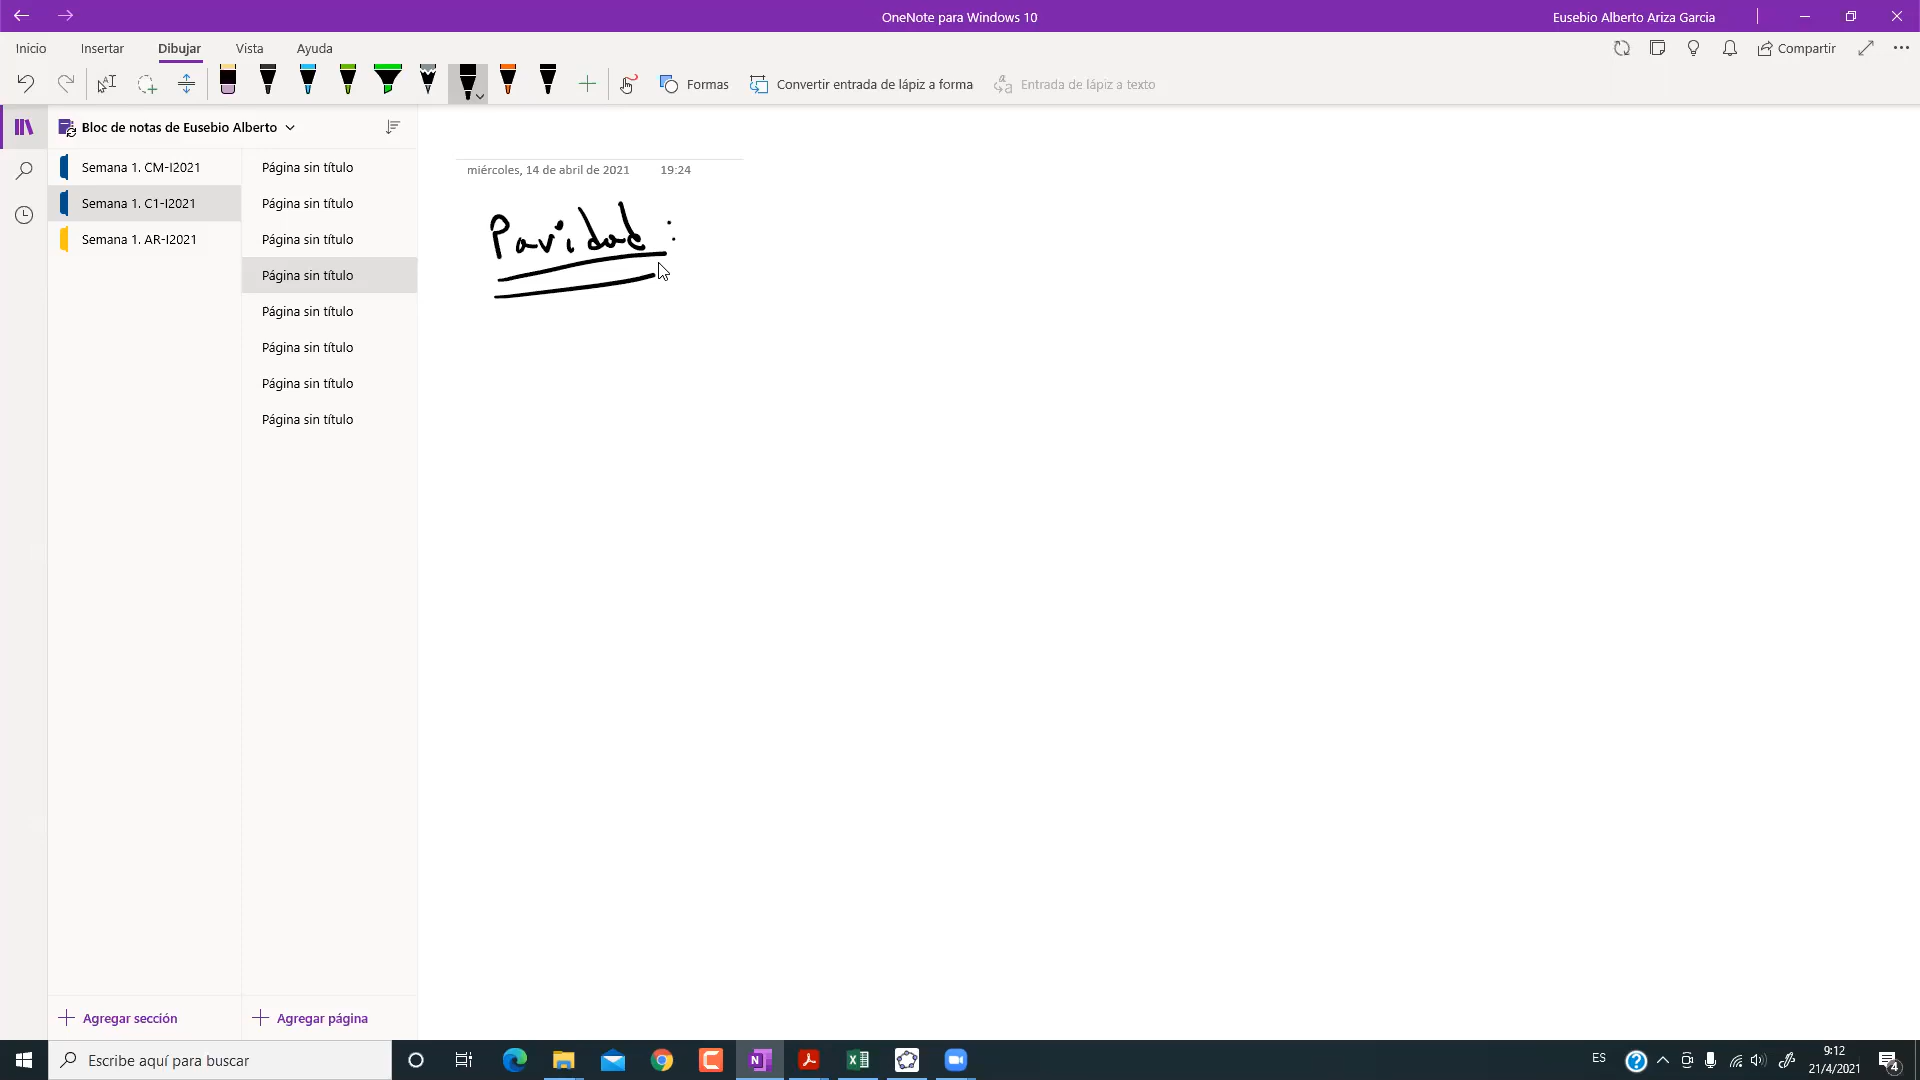 OneNote para Windows 10
Eusebio Alberto Ariza Garcia
Inicio
Insertar
Dibujar
Vista
Ayuda
Compartir
Formas
Convertir entrada de lápiz a forma
Entrada de lápiz a texto
Bloc de notas de Eusebio Alberto
Semana 1. CM-I2021
Semana 1. C1-I2021
Semana 1. AR-I2021
Página sin título
Página sin título
Página sin título
Página sin título
Página sin título
Página sin título
Página sin título
Página sin título
miércoles, 14 de abril de 2021
19:24
Paridad:
Agregar sección
Agregar página
Escribe aquí para buscar
ES
9:12
21/4/2021
4